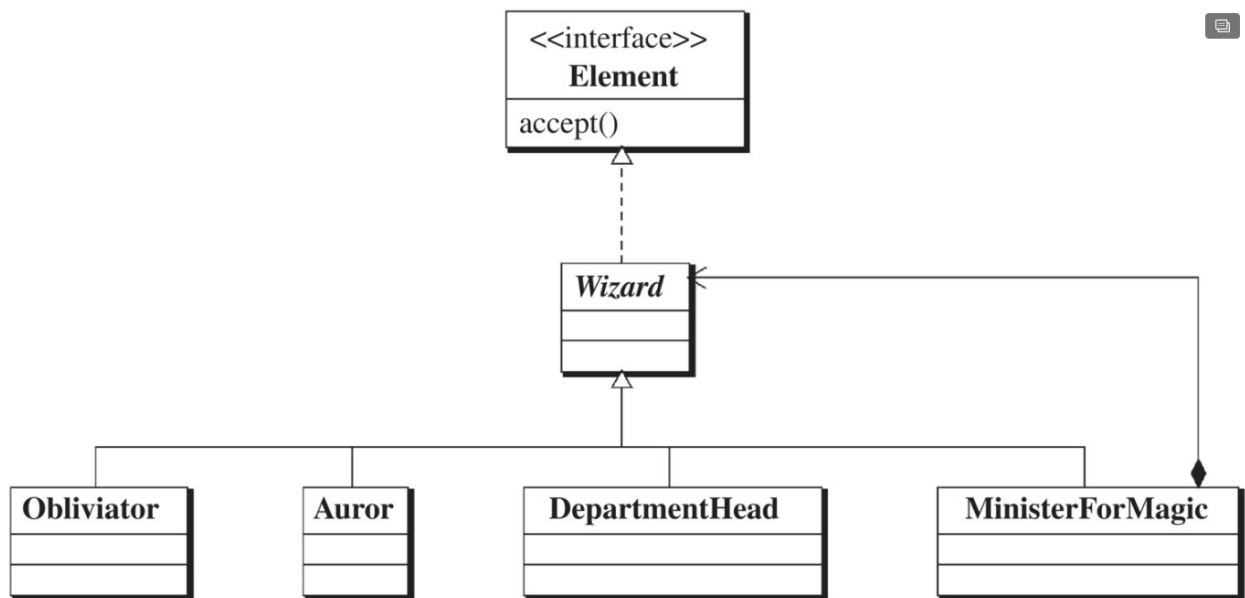 <<interface>>
Element
accept()
Wizard
Obliviator
Auror
DepartmentHead
MinisterForMagic